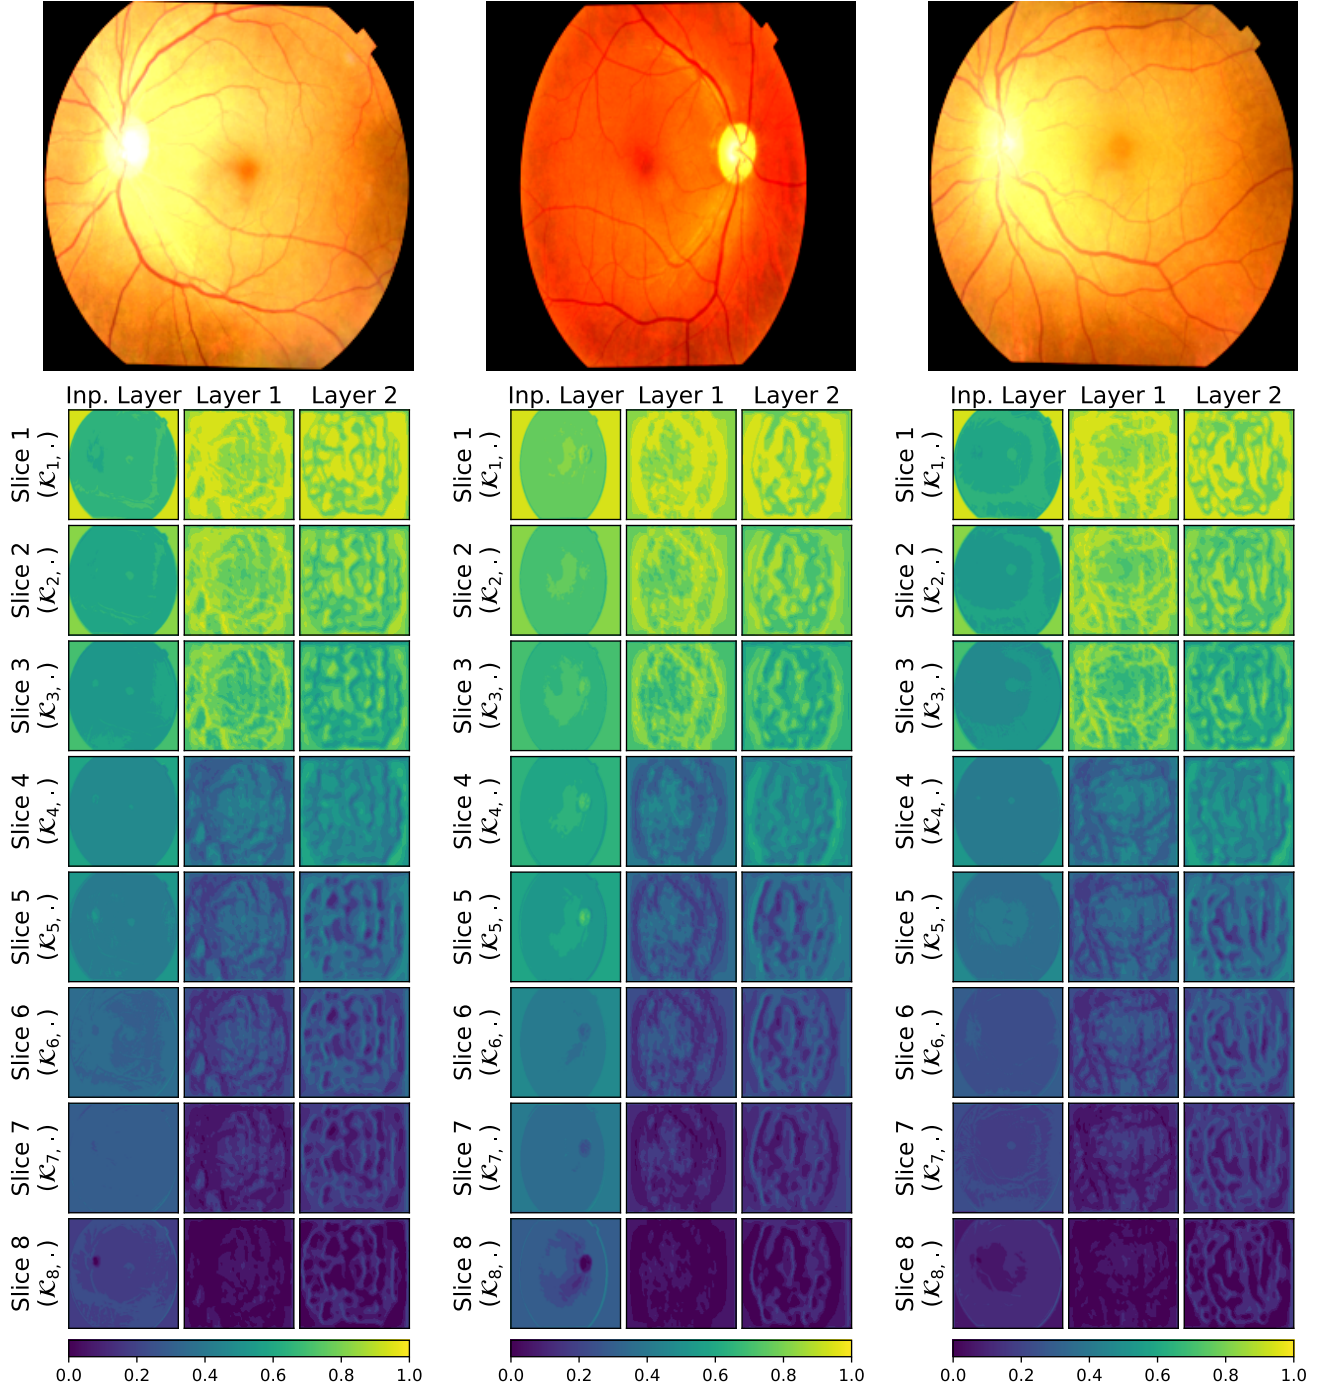 Inp. Layer Layer 1 Layer 2 Inp. Layer Layer 1 Layer 2 Inp. Layer Layer 1 Layer 2
Slice 1 (𝒦1, .) Slice 1 (𝒦1, .) Slice 1 (𝒦1, .)
Slice 2 (𝒦2, .) Slice 2 (𝒦2, .) Slice 2 (𝒦2, .)
Slice 3 (𝒦3, .) Slice 3 (𝒦3, .) Slice 3 (𝒦3, .)
Slice 4 (𝒦4, .) Slice 4 (𝒦4, .) Slice 4 (𝒦4, .)
Slice 5 (𝒦5, .) Slice 5 (𝒦5, .) Slice 5 (𝒦5, .)
Slice 6 (𝒦6, .) Slice 6 (𝒦6, .) Slice 6 (𝒦6, .)
Slice 7 (𝒦7, .) Slice 7 (𝒦7, .) Slice 7 (𝒦7, .)
Slice 8 (𝒦8, .) Slice 8 (𝒦8, .) Slice 8 (𝒦8, .)
0.0 0.2 0.4 0.6 0.8 1.0 0.0 0.2 0.4 0.6 0.8 1.0 0.0 0.2 0.4 0.6 0.8 1.0